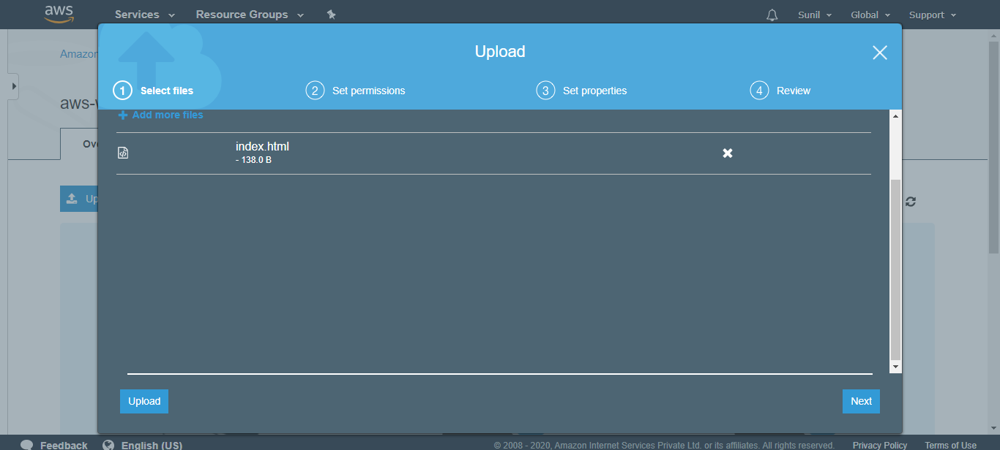 aws Services Resource Groups Sunil Global Support
Amazon
aws-
Upload
1 Select files 2 Set permissions 3 Set properties 4 Review
Add more files
index.html
- 138.0 B
Upload Next
Feedback English (US) © 2008 - 2020, Amazon Internet Services Private Ltd. or its affiliates. All rights reserved. Privacy Policy Terms of Use